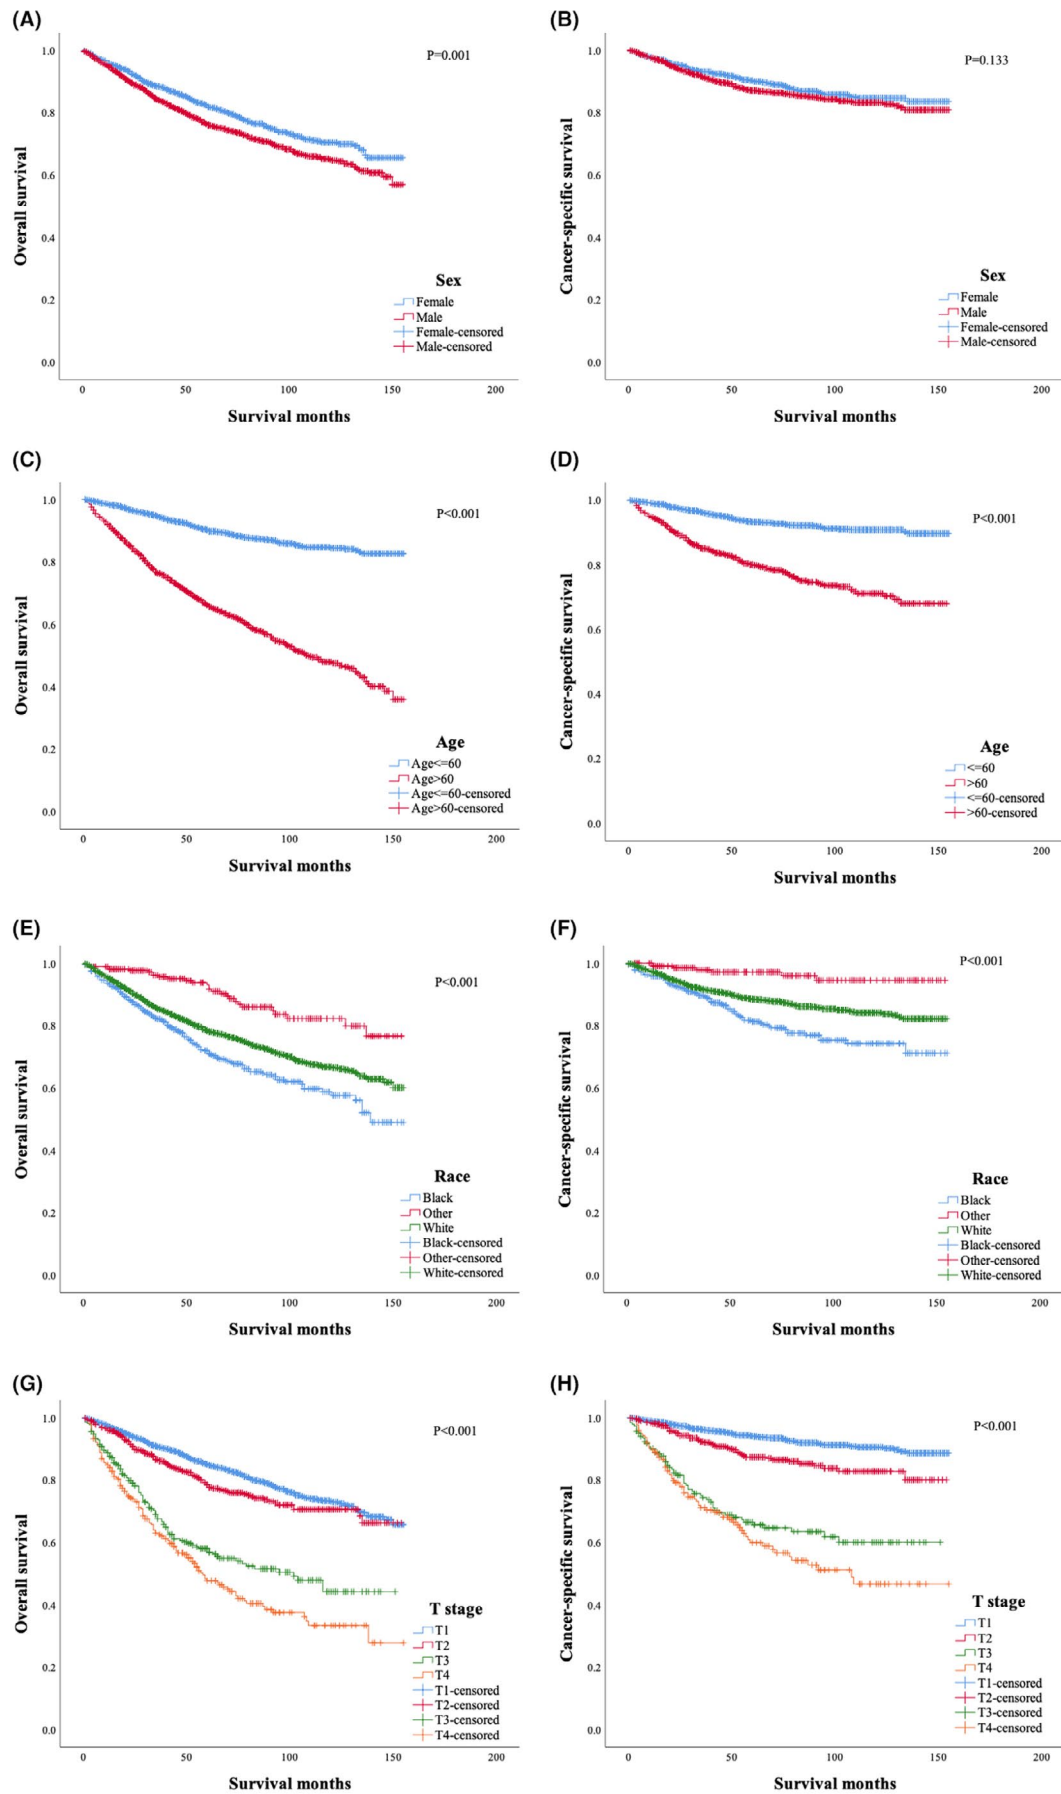 (A)
P=0.001
1.0
0.8
0.6
0.4
0.2
0.0
Overall survival
Sex
Female
Male
Female-censored
Male-censored
0 50 100 150 200
Survival months
(B)
P=0.133
1.0
0.8
0.6
0.4
0.2
0.0
Cancer-specific survival
Sex
Female
Male
Female-censored
Male-censored
0 50 100 150 200
Survival months
(C)
P<0.001
1.0
0.8
0.6
0.4
0.2
0.0
Overall survival
Age
Age<=60
Age>60
Age<=60-censored
Age>60-censored
0 50 100 150 200
Survival months
(D)
P<0.001
1.0
0.8
0.6
0.4
0.2
0.0
Cancer-specific survival
Age
<=60
>60
<=60-censored
>60-censored
0 50 100 150 200
Survival months
(E)
P<0.001
1.0
0.8
0.6
0.4
0.2
0.0
Overall survival
Race
Black
Other
White
Black-censored
Other-censored
White-censored
0 50 100 150 200
Survival months
(F)
P<0.001
1.0
0.8
0.6
0.4
0.2
0.0
Cancer-specific survival
Race
Black
Other
White
Black-censored
Other-censored
White-censored
0 50 100 150 200
Survival months
(G)
P<0.001
1.0
0.8
0.6
0.4
0.2
0.0
Overall survival
T stage
T1
T2
T3
T4
T1-censored
T2-censored
T3-censored
T4-censored
0 50 100 150 200
Survival months
(H)
P<0.001
1.0
0.8
0.6
0.4
0.2
0.0
Cancer-specific survival
T stage
T1
T2
T3
T4
T1-censored
T2-censored
T3-censored
T4-censored
0 50 100 150 200
Survival months